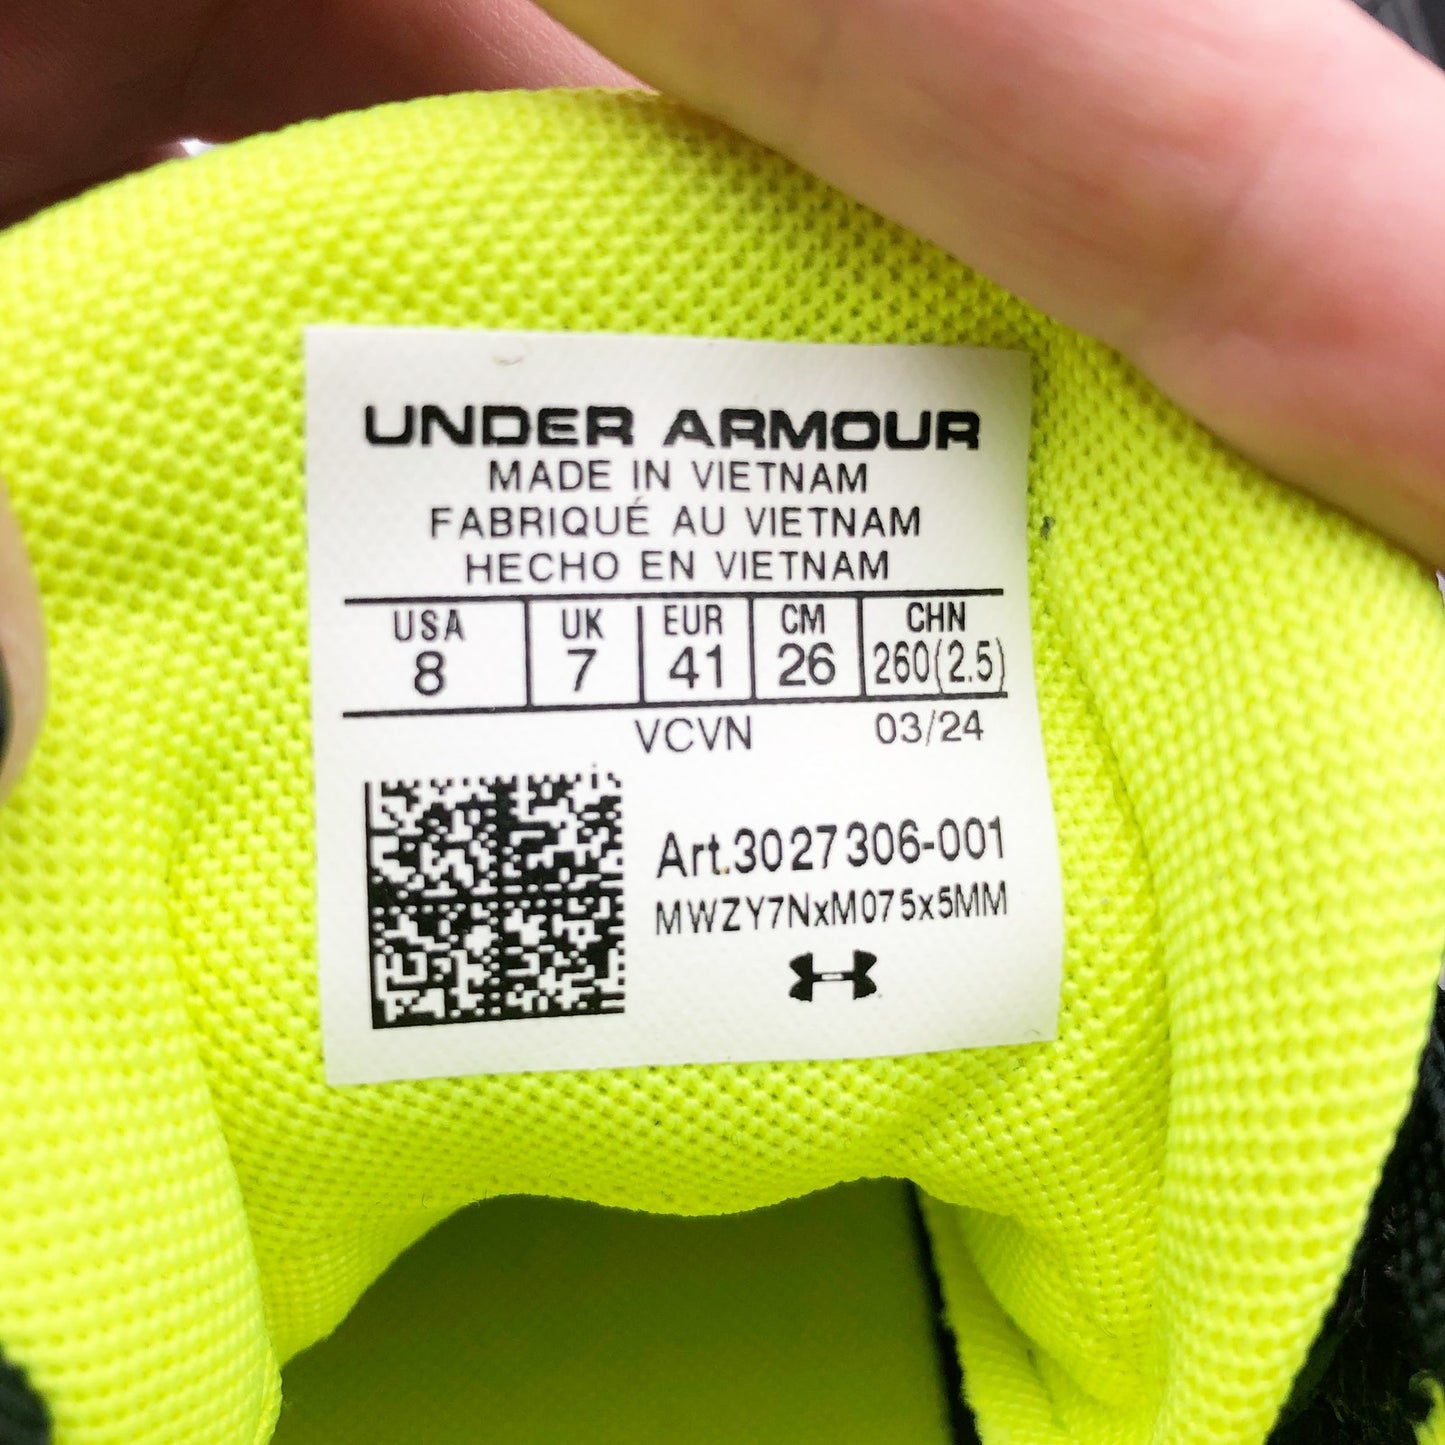 UNDER ARMOUR
MADE IN VIETNAM
FABRIQUÉ AU VIETNAM
HECHO EN VIETNAM
USA UK EUR CM CHN
8 7 41 26 260(2.5)
VCVN 03/24
Art.3027306-001
MWZY7NxM075x5MM